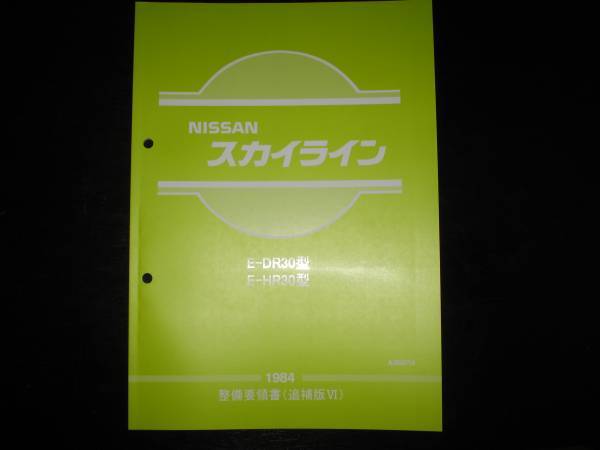 NISSAN
スカイライン
E-DR30型
E-HR30型
1984
整備要領書(追補版Ⅵ)